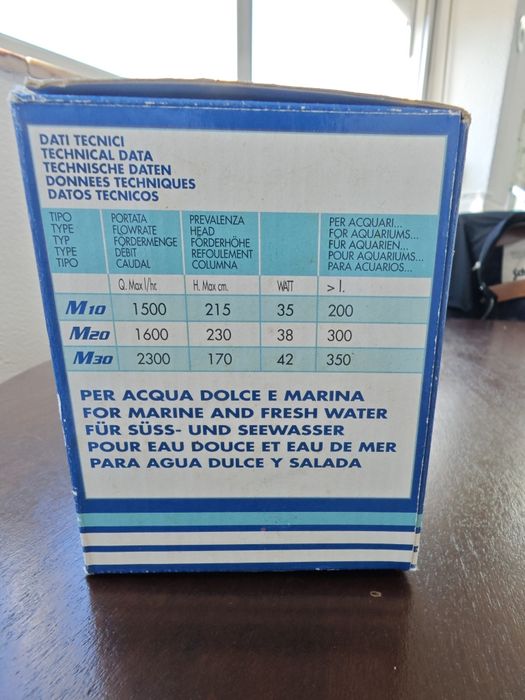 DATI TECNICI
TECHNICAL DATA
TECHNISCHE DATEN
DONNEES TECHNIQUES
DATOS TECNICOS
TIPO PORTATA PREVALENZA PER ACQUARI...
TYPE FLOWRATE HEAD FOR AQUARIUMS...
TYP FÖRDERMENGE FÖRDERHÖHE FÜR AQUARIEN...
TYPE DÉBIT REFOULEMENT POUR AQUARIUMS...
TIPO CAUDAL COLUMNA PARA ACUARIOS...
Q. Max l/hr. H. Max cm. WATT > l.
M10 1500 215 35 200
M20 1600 230 38 300
M30 2300 170 42 350
PER ACQUA DOLCE E MARINA
FOR MARINE AND FRESH WATER
FÜR SÜSS- UND SEEWASSER
POUR EAU DOUCE ET EAU DE MER
PARA AGUA DULCE Y SALADA